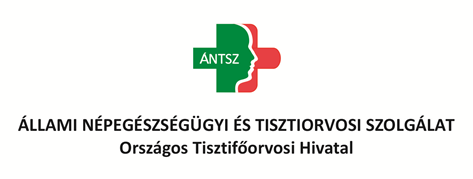 ÁNTSZ
ÁLLAMI NÉPEGÉSZSÉGÜGYI ÉS TISZTIORVOSI SZOLGÁLAT
Országos Tisztifőorvosi Hivatal